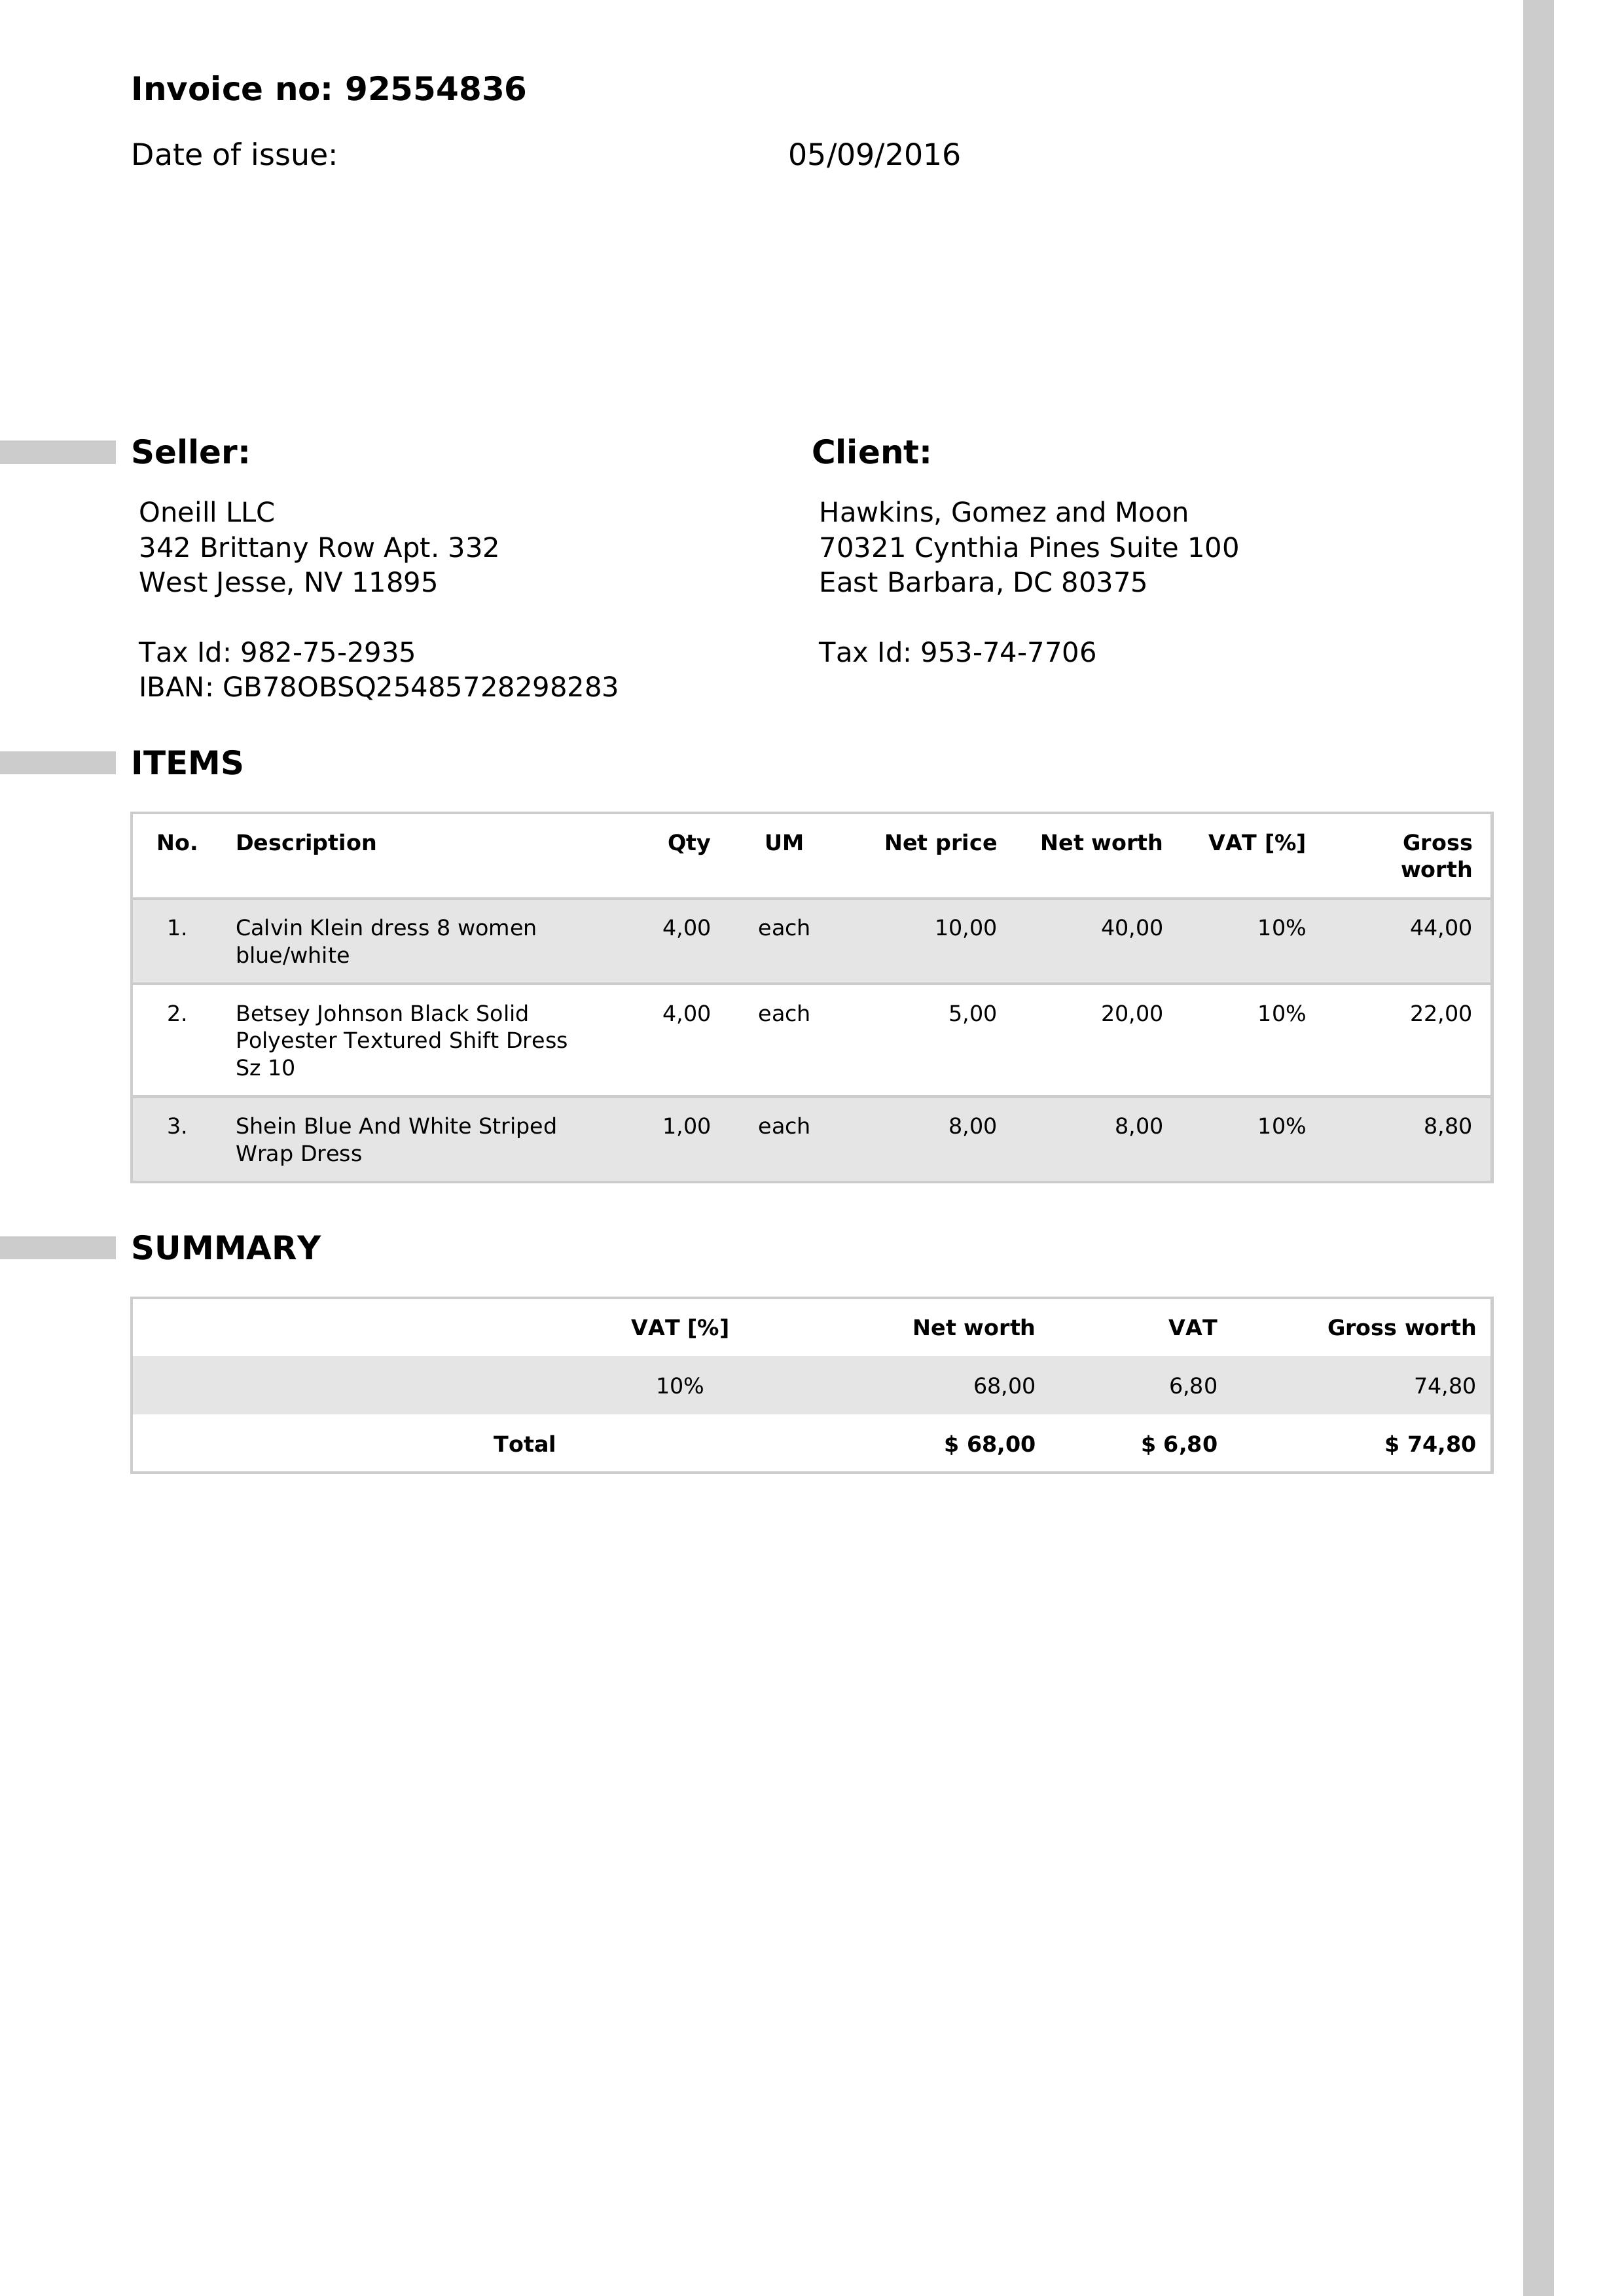 Invoice no: 92554836
Date of issue: 05/09/2016
Seller:
Oneill LLC
342 Brittany Row Apt. 332
West Jesse, NV 11895
Tax Id: 982-75-2935
IBAN: GB78OBSQ25485728298283
Client:
Hawkins, Gomez and Moon
70321 Cynthia Pines Suite 100
East Barbara, DC 80375
Tax Id: 953-74-7706
ITEMS
No. Description Qty UM Net price Net worth VAT [%] Gross
worth
1. Calvin Klein dress 8 women 4,00 each 10,00 40,00 10% 44,00
blue/white
2. Betsey Johnson Black Solid 4,00 each 5,00 20,00 10% 22,00
Polyester Textured Shift Dress
Sz 10
3. Shein Blue And White Striped 1,00 each 8,00 8,00 10% 8,80
Wrap Dress
SUMMARY
VAT [%] Net worth VAT Gross worth
10% 68,00 6,80 74,80
Total $ 68,00 $ 6,80 $ 74,80